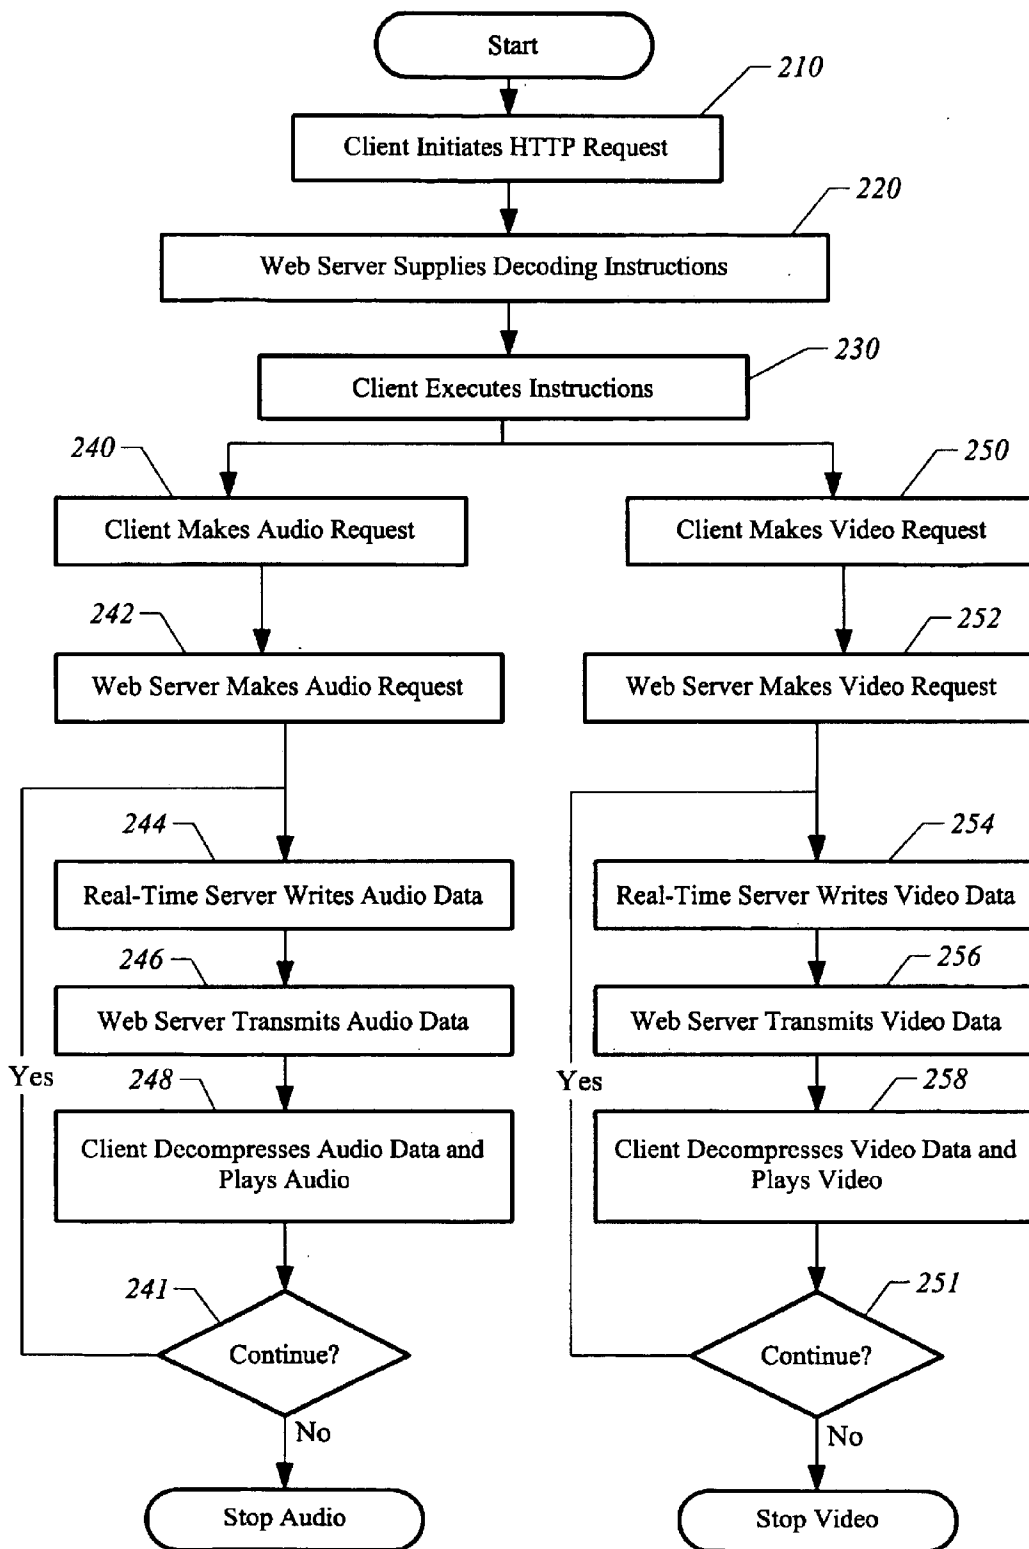 Start
210
Client Initiates HTTP Request
220
Web Server Supplies Decoding Instructions
230
Client Executes Instructions
240
Client Makes Audio Request
242
Web Server Makes Audio Request
244
Real-Time Server Writes Audio Data
246
Web Server Transmits Audio Data
Yes
248
Client Decompresses Audio Data and
Plays Audio
241
Continue?
No
Stop Audio
250
Client Makes Video Request
252
Web Server Makes Video Request
254
Real-Time Server Writes Video Data
256
Web Server Transmits Video Data
Yes
258
Client Decompresses Video Data and
Plays Video
251
Continue?
No
Stop Video